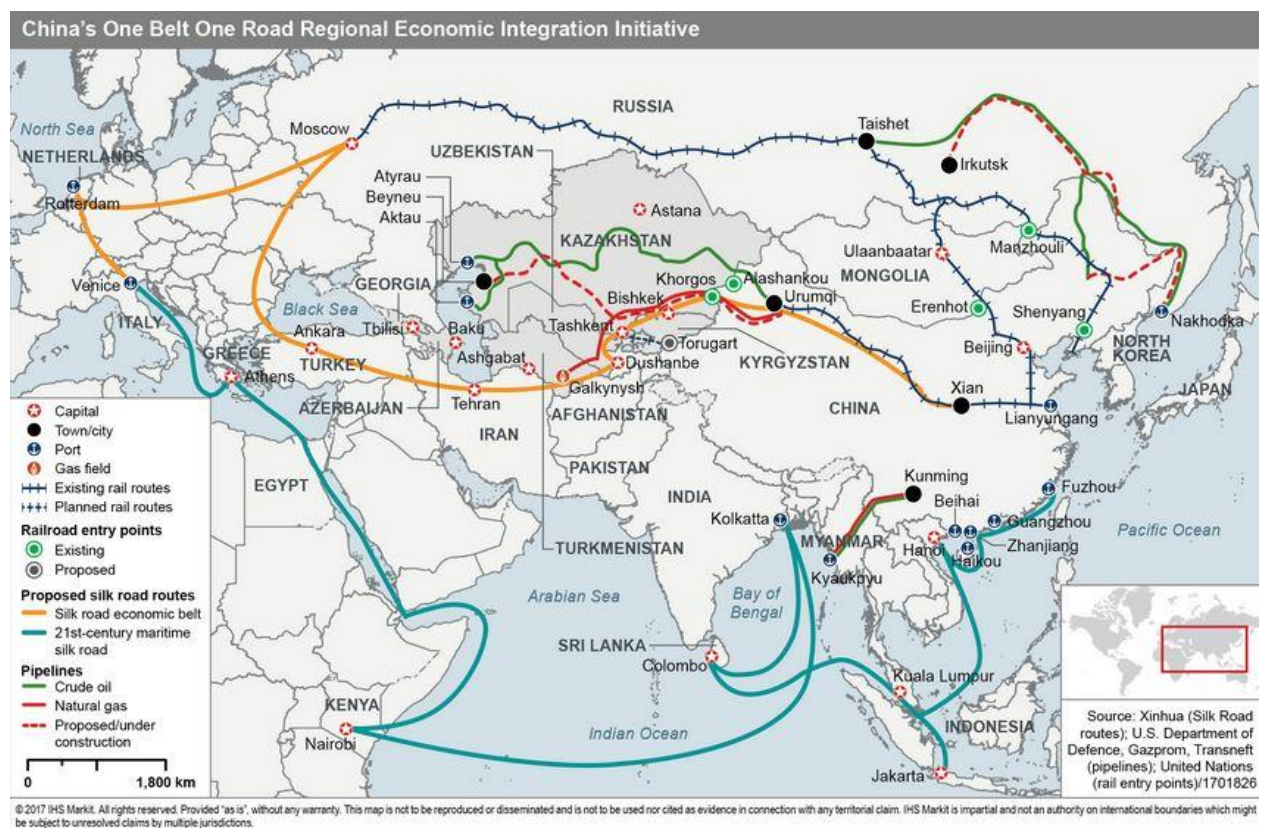 China's One Belt One Road Regional Economic Integration Initiative
North Sea
NETHERLANDS
Rotterdam
Moscow
RUSSIA
Taishet
Irkutsk
UZBEKISTAN
Atyrau
Beyneu
Aktau
Astana
KAZAKHSTAN
Ulaanbaatar
MONGOLIA
Manzhouli
Venice
ITALY
Black Sea
GEORGIA
Khorgos
Alashankou
Bishkek
Urumqi
Erenhot
Shenyang
Nakhodka
Ankara
Tbilisi
Baku
Tashkent
Torugart
Beijing
NORTH
KOREA
GREECE
TURKEY
Ashgabat
Dushanbe
KYRGYZSTAN
Athens
Galkynysh
Xian
JAPAN
AZERBAIJAN
Tehran
AFGHANISTAN
CHINA
Lianyungang
IRAN
PAKISTAN
EGYPT
INDIA
Kunming
Beihai
Fuzhou
Kolkatta
Guangzhou
Pacific Ocean
TURKMENISTAN
MYANMAR
Hanoi
Zhanjiang
Haikou
Kyaukpyu
Arabian Sea
Bay of
Bengal
SRI LANKA
Colombo
Kuala Lumpur
KENYA
Nairobi
Indian Ocean
INDONESIA
Jakarta
Capital
Town/city
Port
Gas field
Existing rail routes
Planned rail routes
Railroad entry points
Existing
Proposed
Proposed silk road routes
Silk road economic belt
21st-century maritime
silk road
Pipelines
Crude oil
Natural gas
Proposed/under
construction
0 1,800 km
Source: Xinhua (Silk Road
routes); U.S. Department of
Defence, Gazprom, Transneft
(pipelines); United Nations
(rail entry points)/1701826
© 2017 IHS Markit. All rights reserved. Provided "as is", without any warranty. This map is not to be reproduced or disseminated and is not to be used nor cited as evidence in connection with any territorial claim. IHS Markit is impartial and not an authority on international boundaries which might
be subject to unresolved claims by multiple jurisdictions.